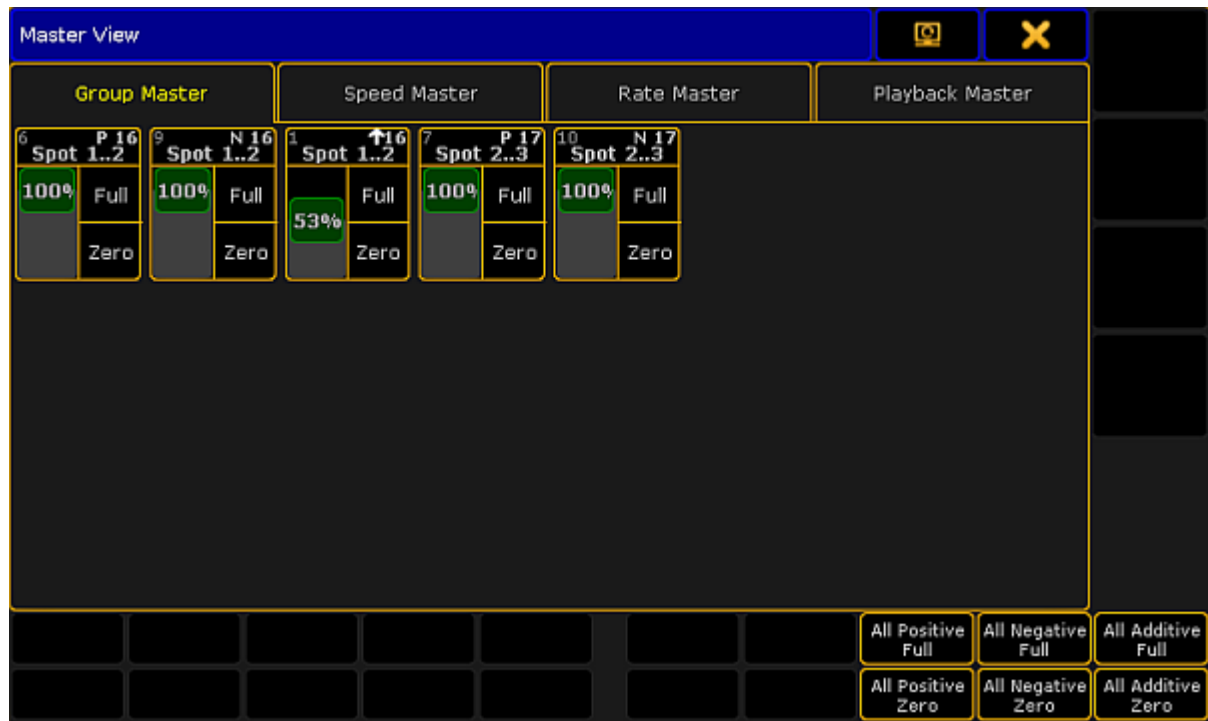 Master View
Group Master Speed Master Rate Master Playback Master
6 P 16 9 N 16 1 ↑16 7 P 17 10 N 17
Spot 1..2 Spot 1..2 Spot 1..2 Spot 2..3 Spot 2..3
100% Full 100% Full Full 100% Full 100% Full
53%
Zero Zero Zero Zero Zero
All Positive Full All Negative Full All Additive Full
All Positive Zero All Negative Zero All Additive Zero